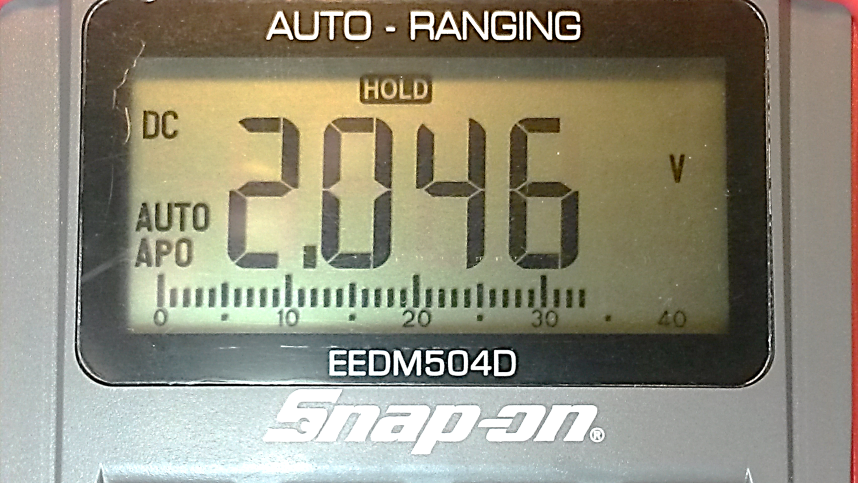 AUTO - RANGING
HOLD
DC
2.046
V
AUTO
APO
0 10 20 30 40
EEDM504D
Snap-on®